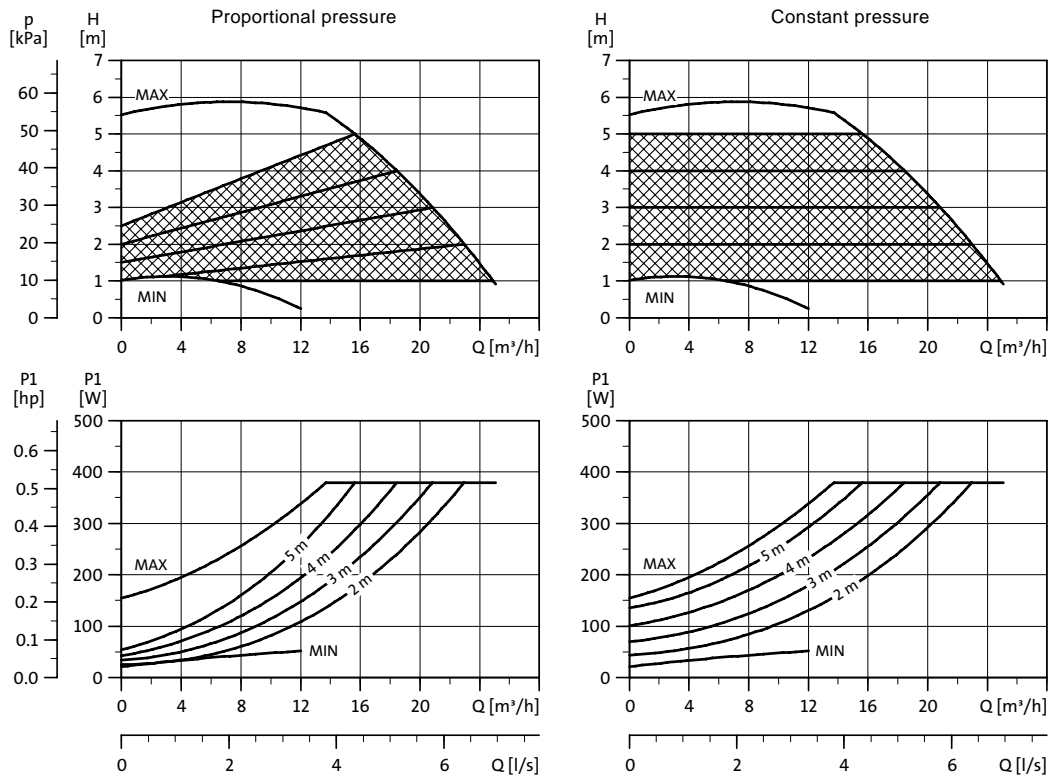 Proportional pressure
Constant pressure
p
[kPa]
H
[m]
H
[m]
60
50
40
30
20
10
0
7
6
5
4
3
2
1
0
MAX
MIN
0 4 8 12 16 20 Q [m³/h]
7
6
5
4
3
2
1
0
MAX
MIN
0 4 8 12 16 20 Q [m³/h]
P1
[hp]
P1
[W]
P1
[W]
0.6
0.5
0.4
0.3
0.2
0.1
0.0
500
400
300
200
100
0
MAX
5 m
4 m
3 m
2 m
MIN
0 4 8 12 16 20 Q [m³/h]
0 2 4 6 Q [l/s]
500
400
300
200
100
0
MAX
5 m
4 m
3 m
2 m
MIN
0 4 8 12 16 20 Q [m³/h]
0 2 4 6 Q [l/s]